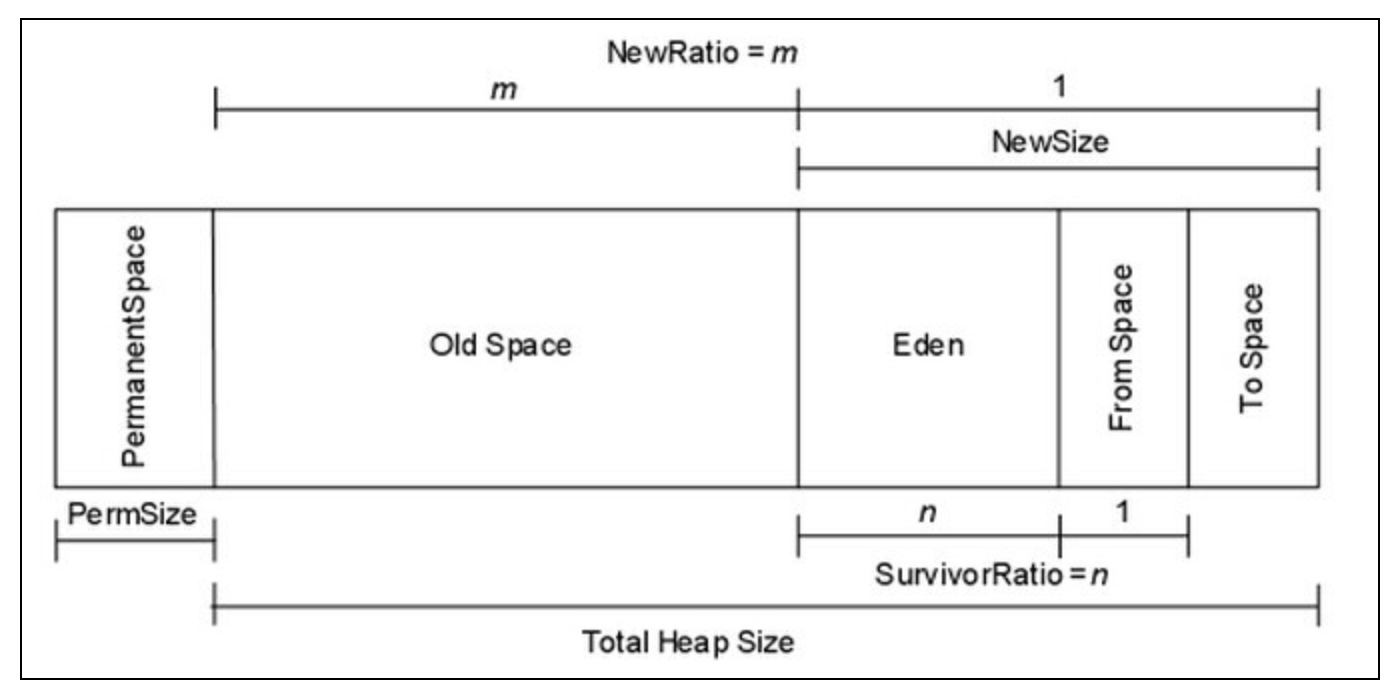 NewRatio = m
m
1
NewSize
PermanentSpace
Old Space
Eden
From Space
To Space
PermSize
n
1
SurvivorRatio = n
Total Heap Size